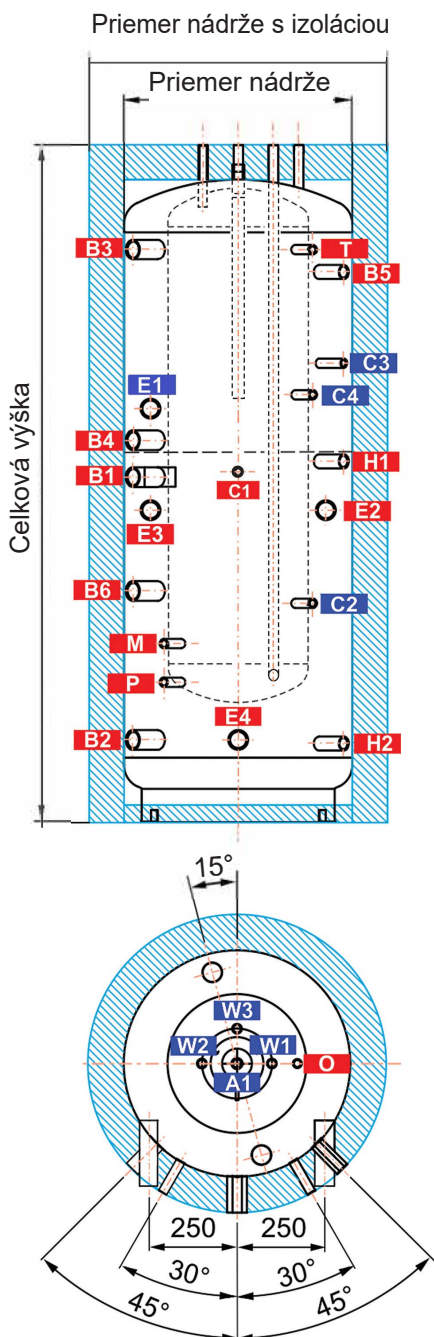 Priemer nádrže s izoláciou
Priemer nádrže
Celková výška
B3
T
B5
C3
E1
C4
B4
H1
B1
C1
E3
E2
B6
C2
M
P
E4
B2
H2
15°
W3
W2
W1
O
A1
250
250
30°
30°
45°
45°